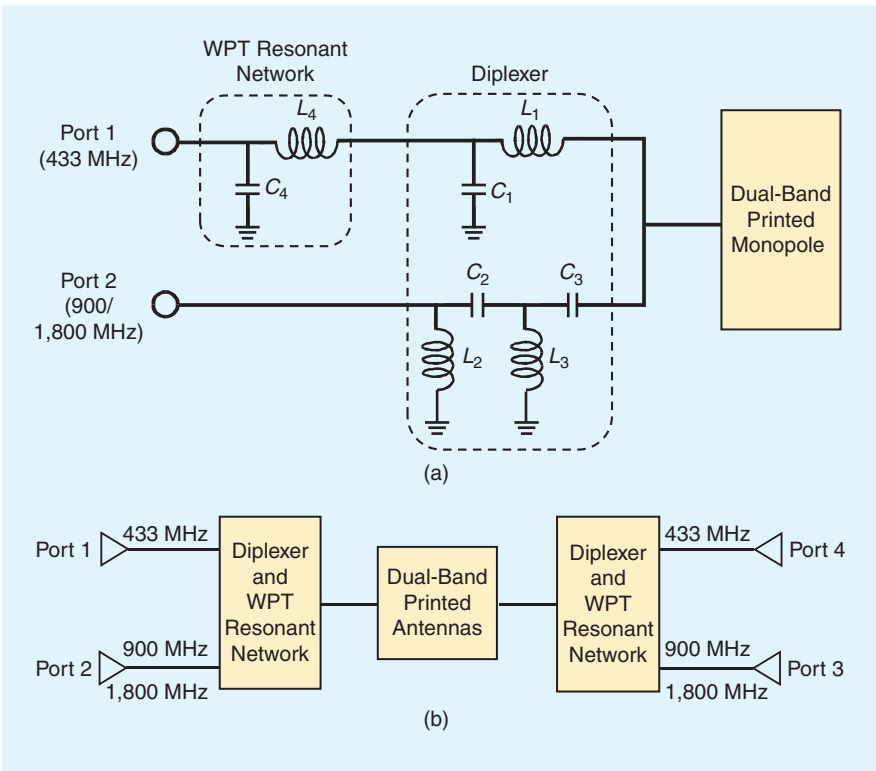 WPT Resonant
Network
Diplexer
L4
L1
Port 1
(433 MHz)
C4
C1
Dual-Band
Printed
Monopole
Port 2
(900/
1,800 MHz)
C2
C3
L2
L3
(a)
Port 1
433 MHz
Port 2
900 MHz
1,800 MHz
Diplexer
and
WPT
Resonant
Network
Dual-Band
Printed
Antennas
Diplexer
and
WPT
Resonant
Network
433 MHz
Port 4
900 MHz
Port 3
1,800 MHz
(b)